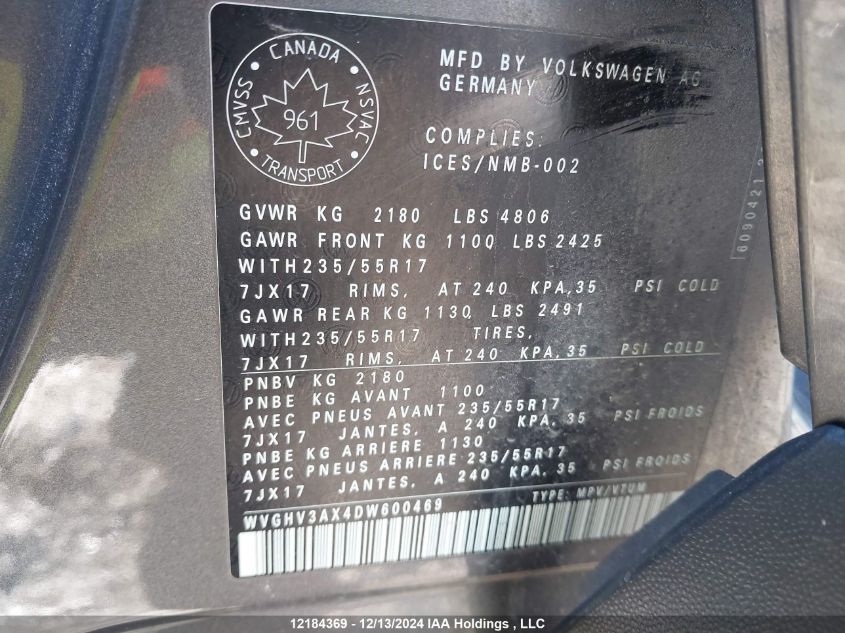 CANADA
CMVSS
NSVAC
961
TRANSPORT
MFD BY VOLKSWAGEN AG
GERMANY
COMPLIES:
ICES/NMB-002
GVWR KG 2180 LBS 4806
GAWR FRONT KG 1100 LBS 2425
WITH 235/55R17
7JX17 RIMS, AT 240 KPA,35 PSI COLD
GAWR REAR KG 1130 LBS 2491
WITH 235/55R17 TIRES,
7JX17 RIMS, AT 240 KPA,35 PSI COLD
PNBV KG 2180
PNBE KG AVANT 1100
AVEC PNEUS AVANT 235/55R17
7JX17 JANTES, A 240 KPA,35 PSI FROIDS
PNBE KG ARRIERE 1130
AVEC PNEUS ARRIERE 235/55R17
7JX17 JANTES, A 240 KPA,35 PSI FROIDS
TYPE: MPV/VTUM
WVGHV3AX4DW600469
12184369 - 12/13/2024 IAA Holdings , LLC